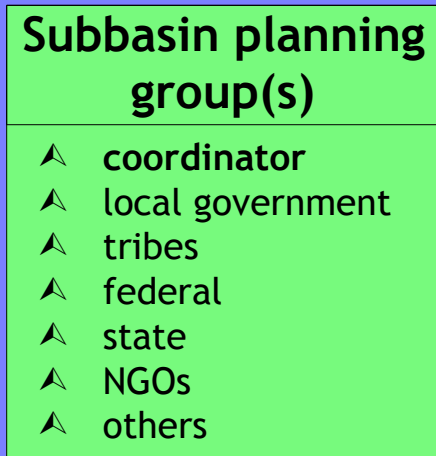 Subbasin planning
group(s)
⮝ coordinator
⮝ local government
⮝ tribes
⮝ federal
⮝ state
⮝ NGOs
⮝ others